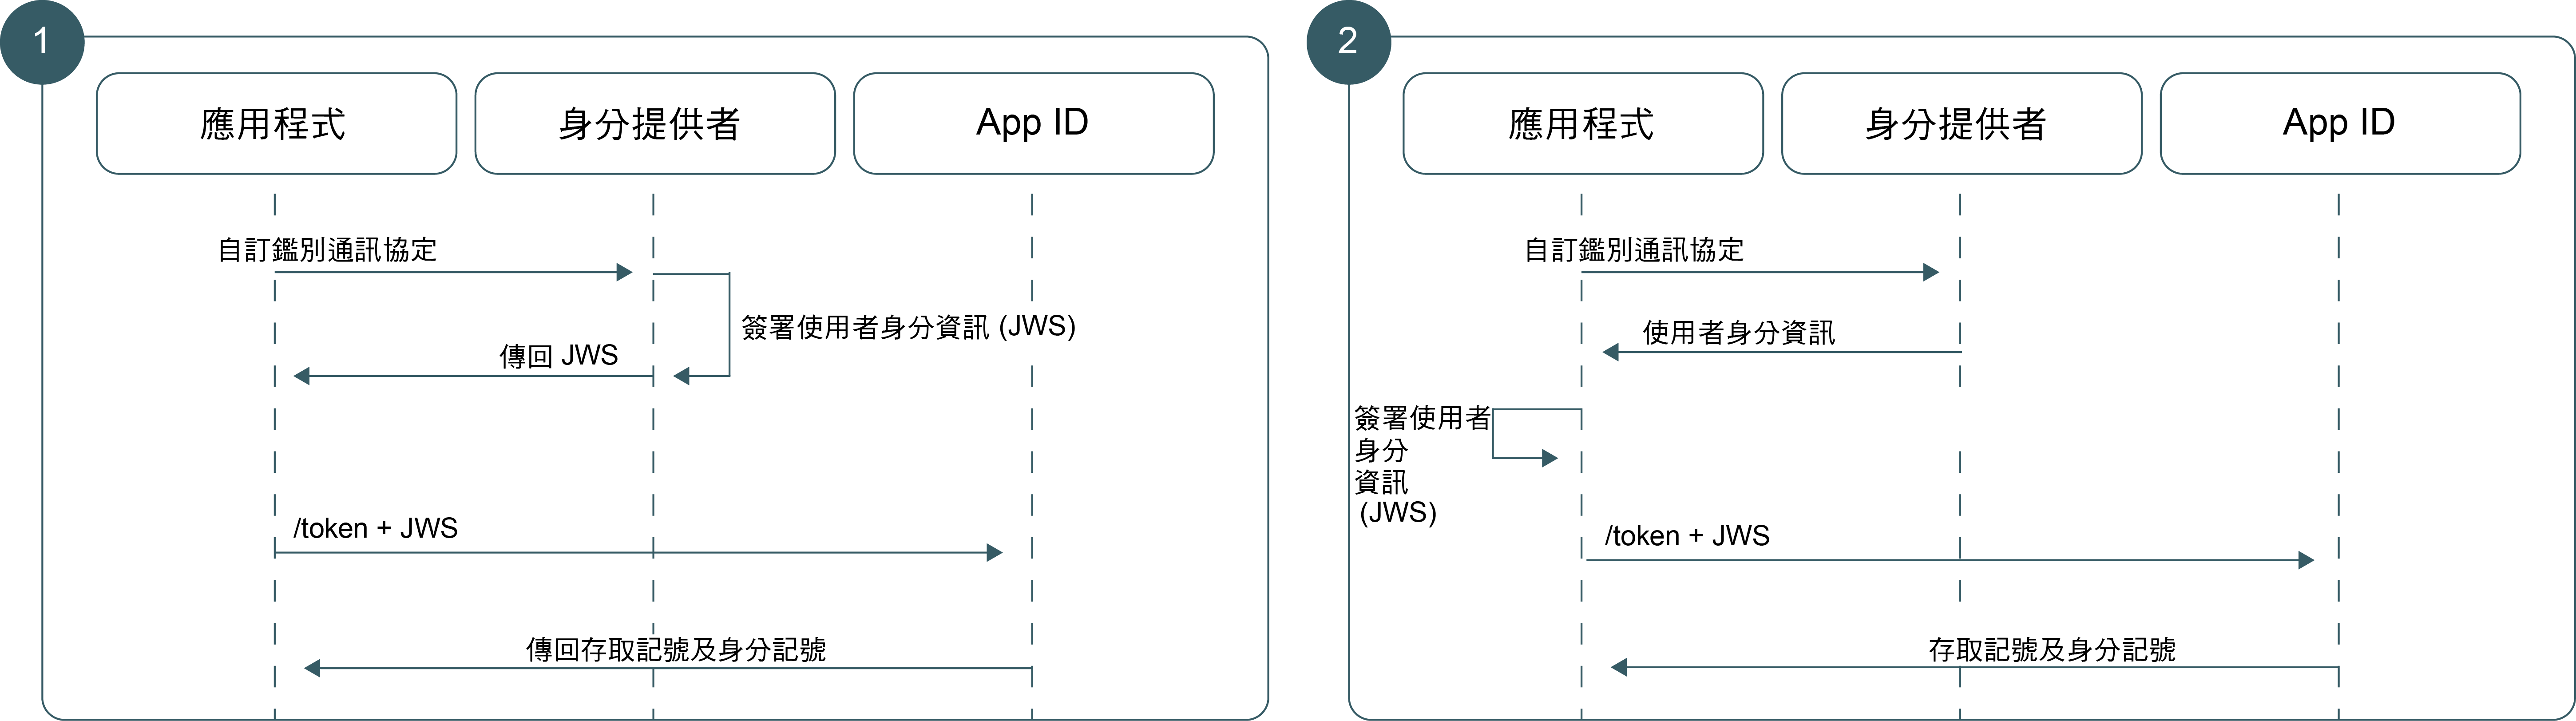 1
應用程式
身分提供者
App ID
自訂鑑別通訊協定
簽署使用者身分資訊 (JWS)
傳回 JWS
/token + JWS
傳回存取記號及身分記號
2
應用程式
身分提供者
App ID
自訂鑑別通訊協定
使用者身分資訊
簽署使用者
身分
資訊
(JWS)
/token + JWS
存取記號及身分記號